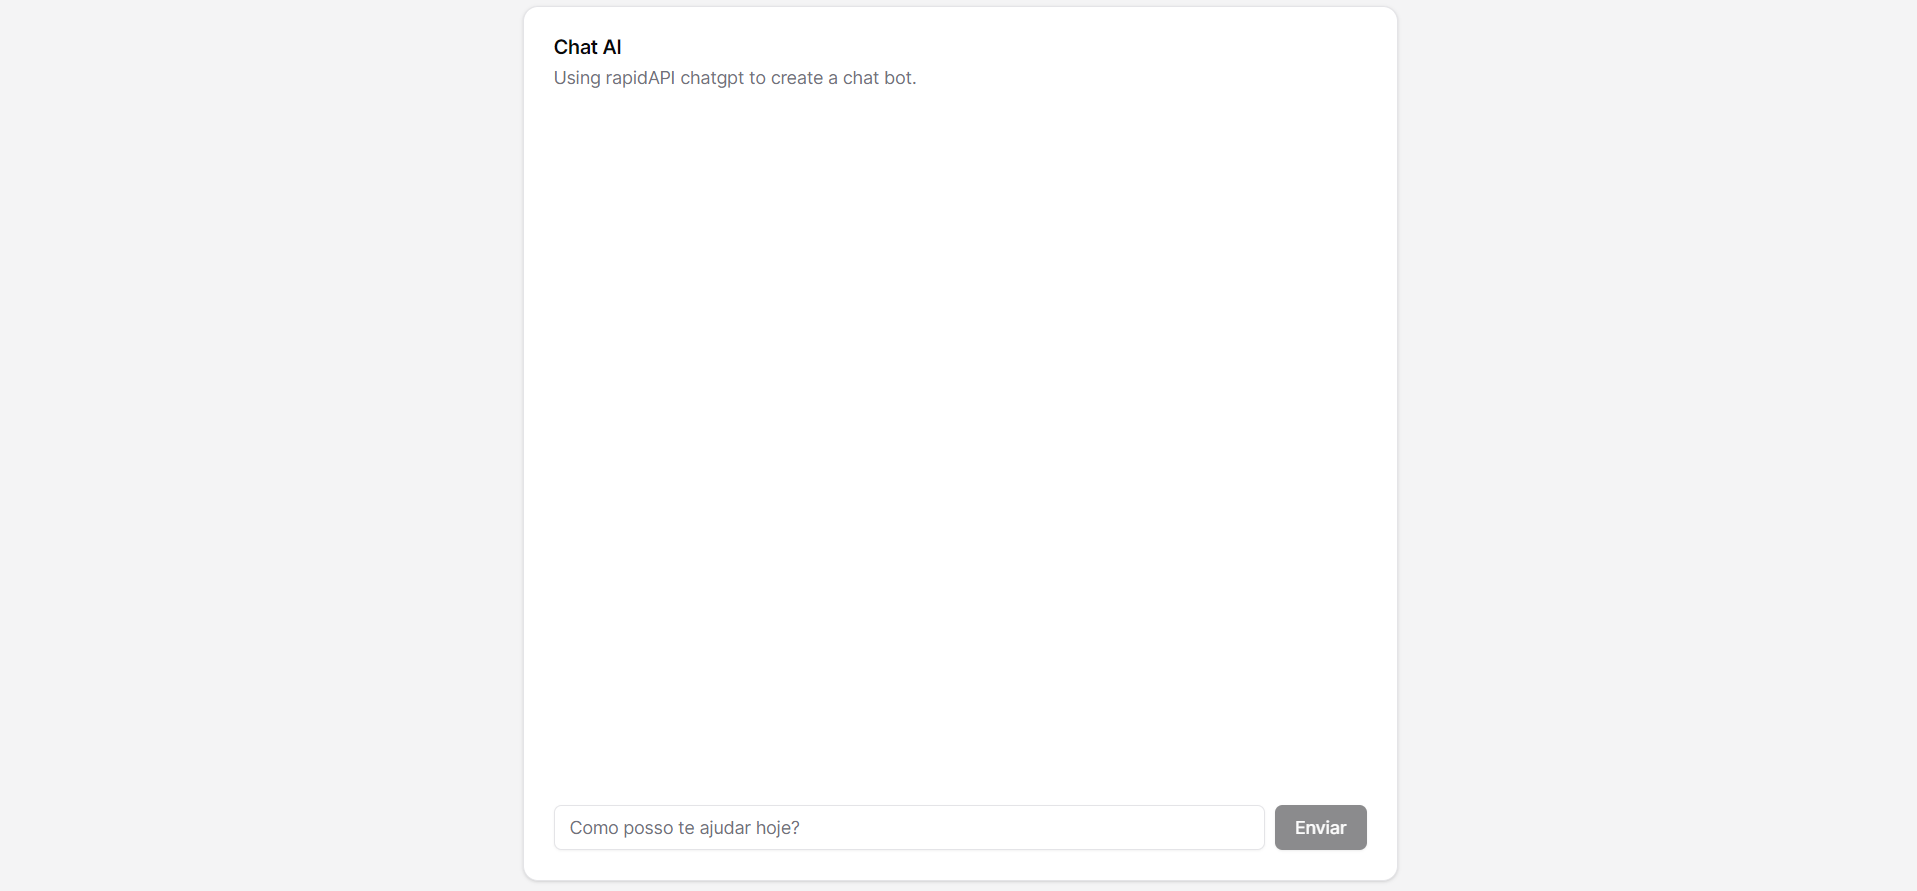 Chat AI
Using rapidAPI chatgpt to create a chat bot.
Como posso te ajudar hoje?
Enviar